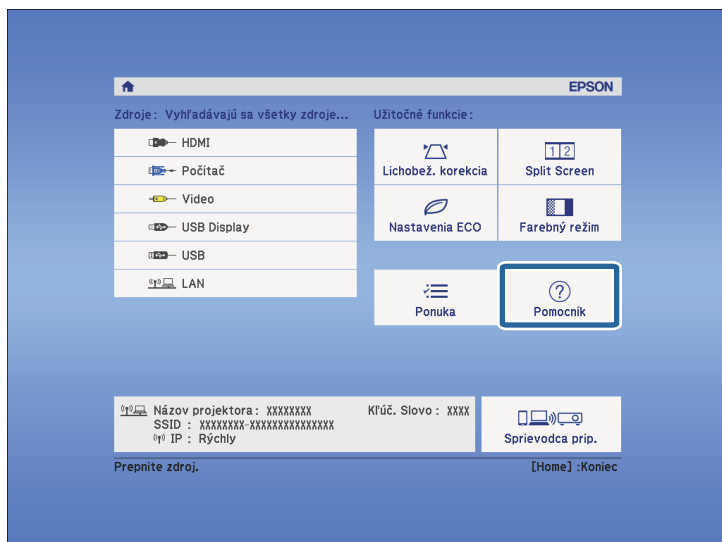 EPSON
Zdroje: Vyhľadávajú sa všetky zdroje...
HDMI
Počítač
Video
USB Display
USB
LAN
Užitočné funkcie:
Lichobež. korekcia
1 2
Split Screen
Nastavenia ECO
Farebný režim
Ponuka
?
Pomocník
Názov projektora: XXXXXXXX
Kľúč. Slovo: XXXX
SSID : XXXXXXXX-XXXXXXXXXXXXXXX
IP : Rýchly
Sprievodca prip.
Prepnite zdroj.
[Home] :Koniec